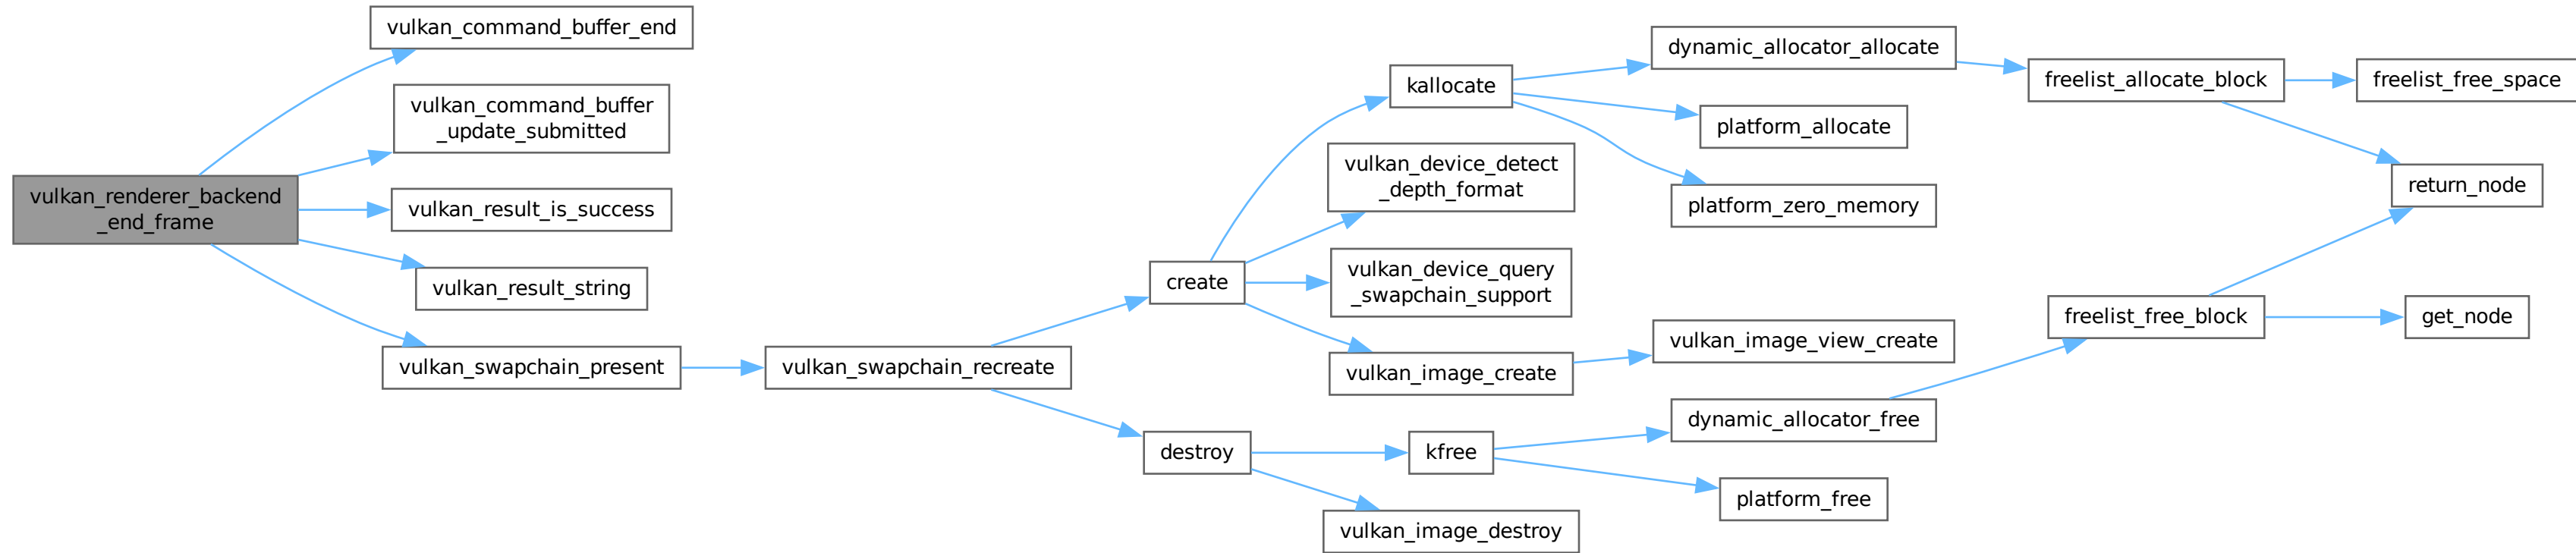 vulkan_renderer_backend
_end_frame
vulkan_command_buffer_end
vulkan_command_buffer
_update_submitted
vulkan_result_is_success
vulkan_result_string
vulkan_swapchain_present
vulkan_swapchain_recreate
create
destroy
kallocate
vulkan_device_detect
_depth_format
vulkan_device_query
_swapchain_support
vulkan_image_create
kfree
vulkan_image_destroy
dynamic_allocator_allocate
platform_allocate
platform_zero_memory
vulkan_image_view_create
dynamic_allocator_free
platform_free
freelist_allocate_block
freelist_free_block
freelist_free_space
return_node
get_node